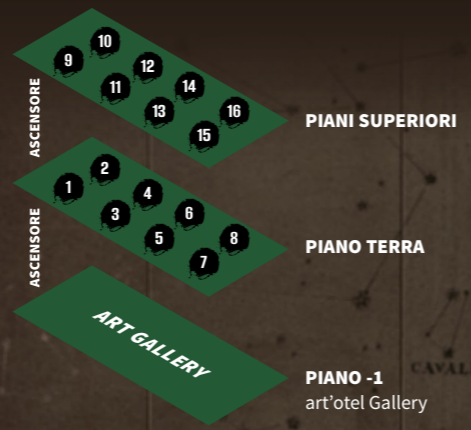 10
9
12
11
14
13
16
15
ASCENSORE
PIANI SUPERIORI
2
1
4
3
6
5
8
7
ASCENSORE
PIANO TERRA
ART GALLERY
PIANO -1
art'otel Gallery
CAVAL